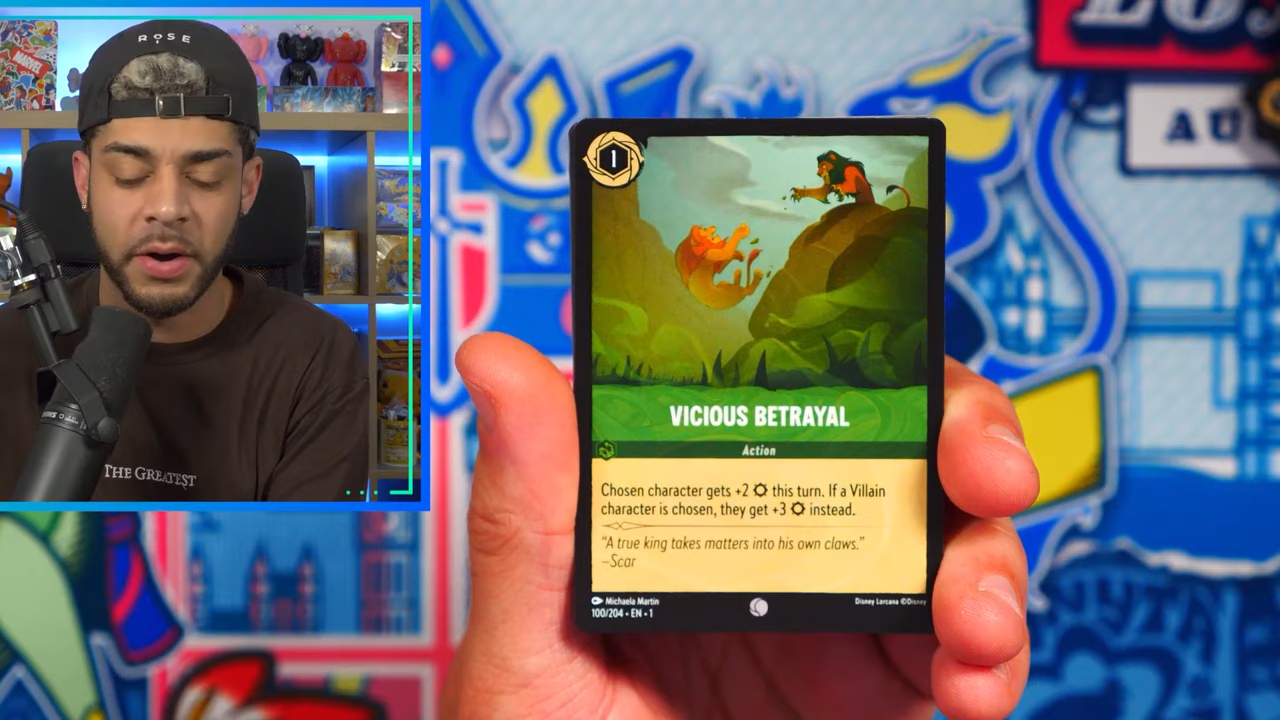 ROSE
MARVEL
THE GREATEST
AU
1
VICIOUS BETRAYAL
Action
Chosen character gets +2 this turn. If a Villain
character is chosen, they get +3 instead.
“A true king takes matters into his own claws.”
–Scar
Michaela Martin
Disney Lorcana ©Disney
100/204 • EN • 1